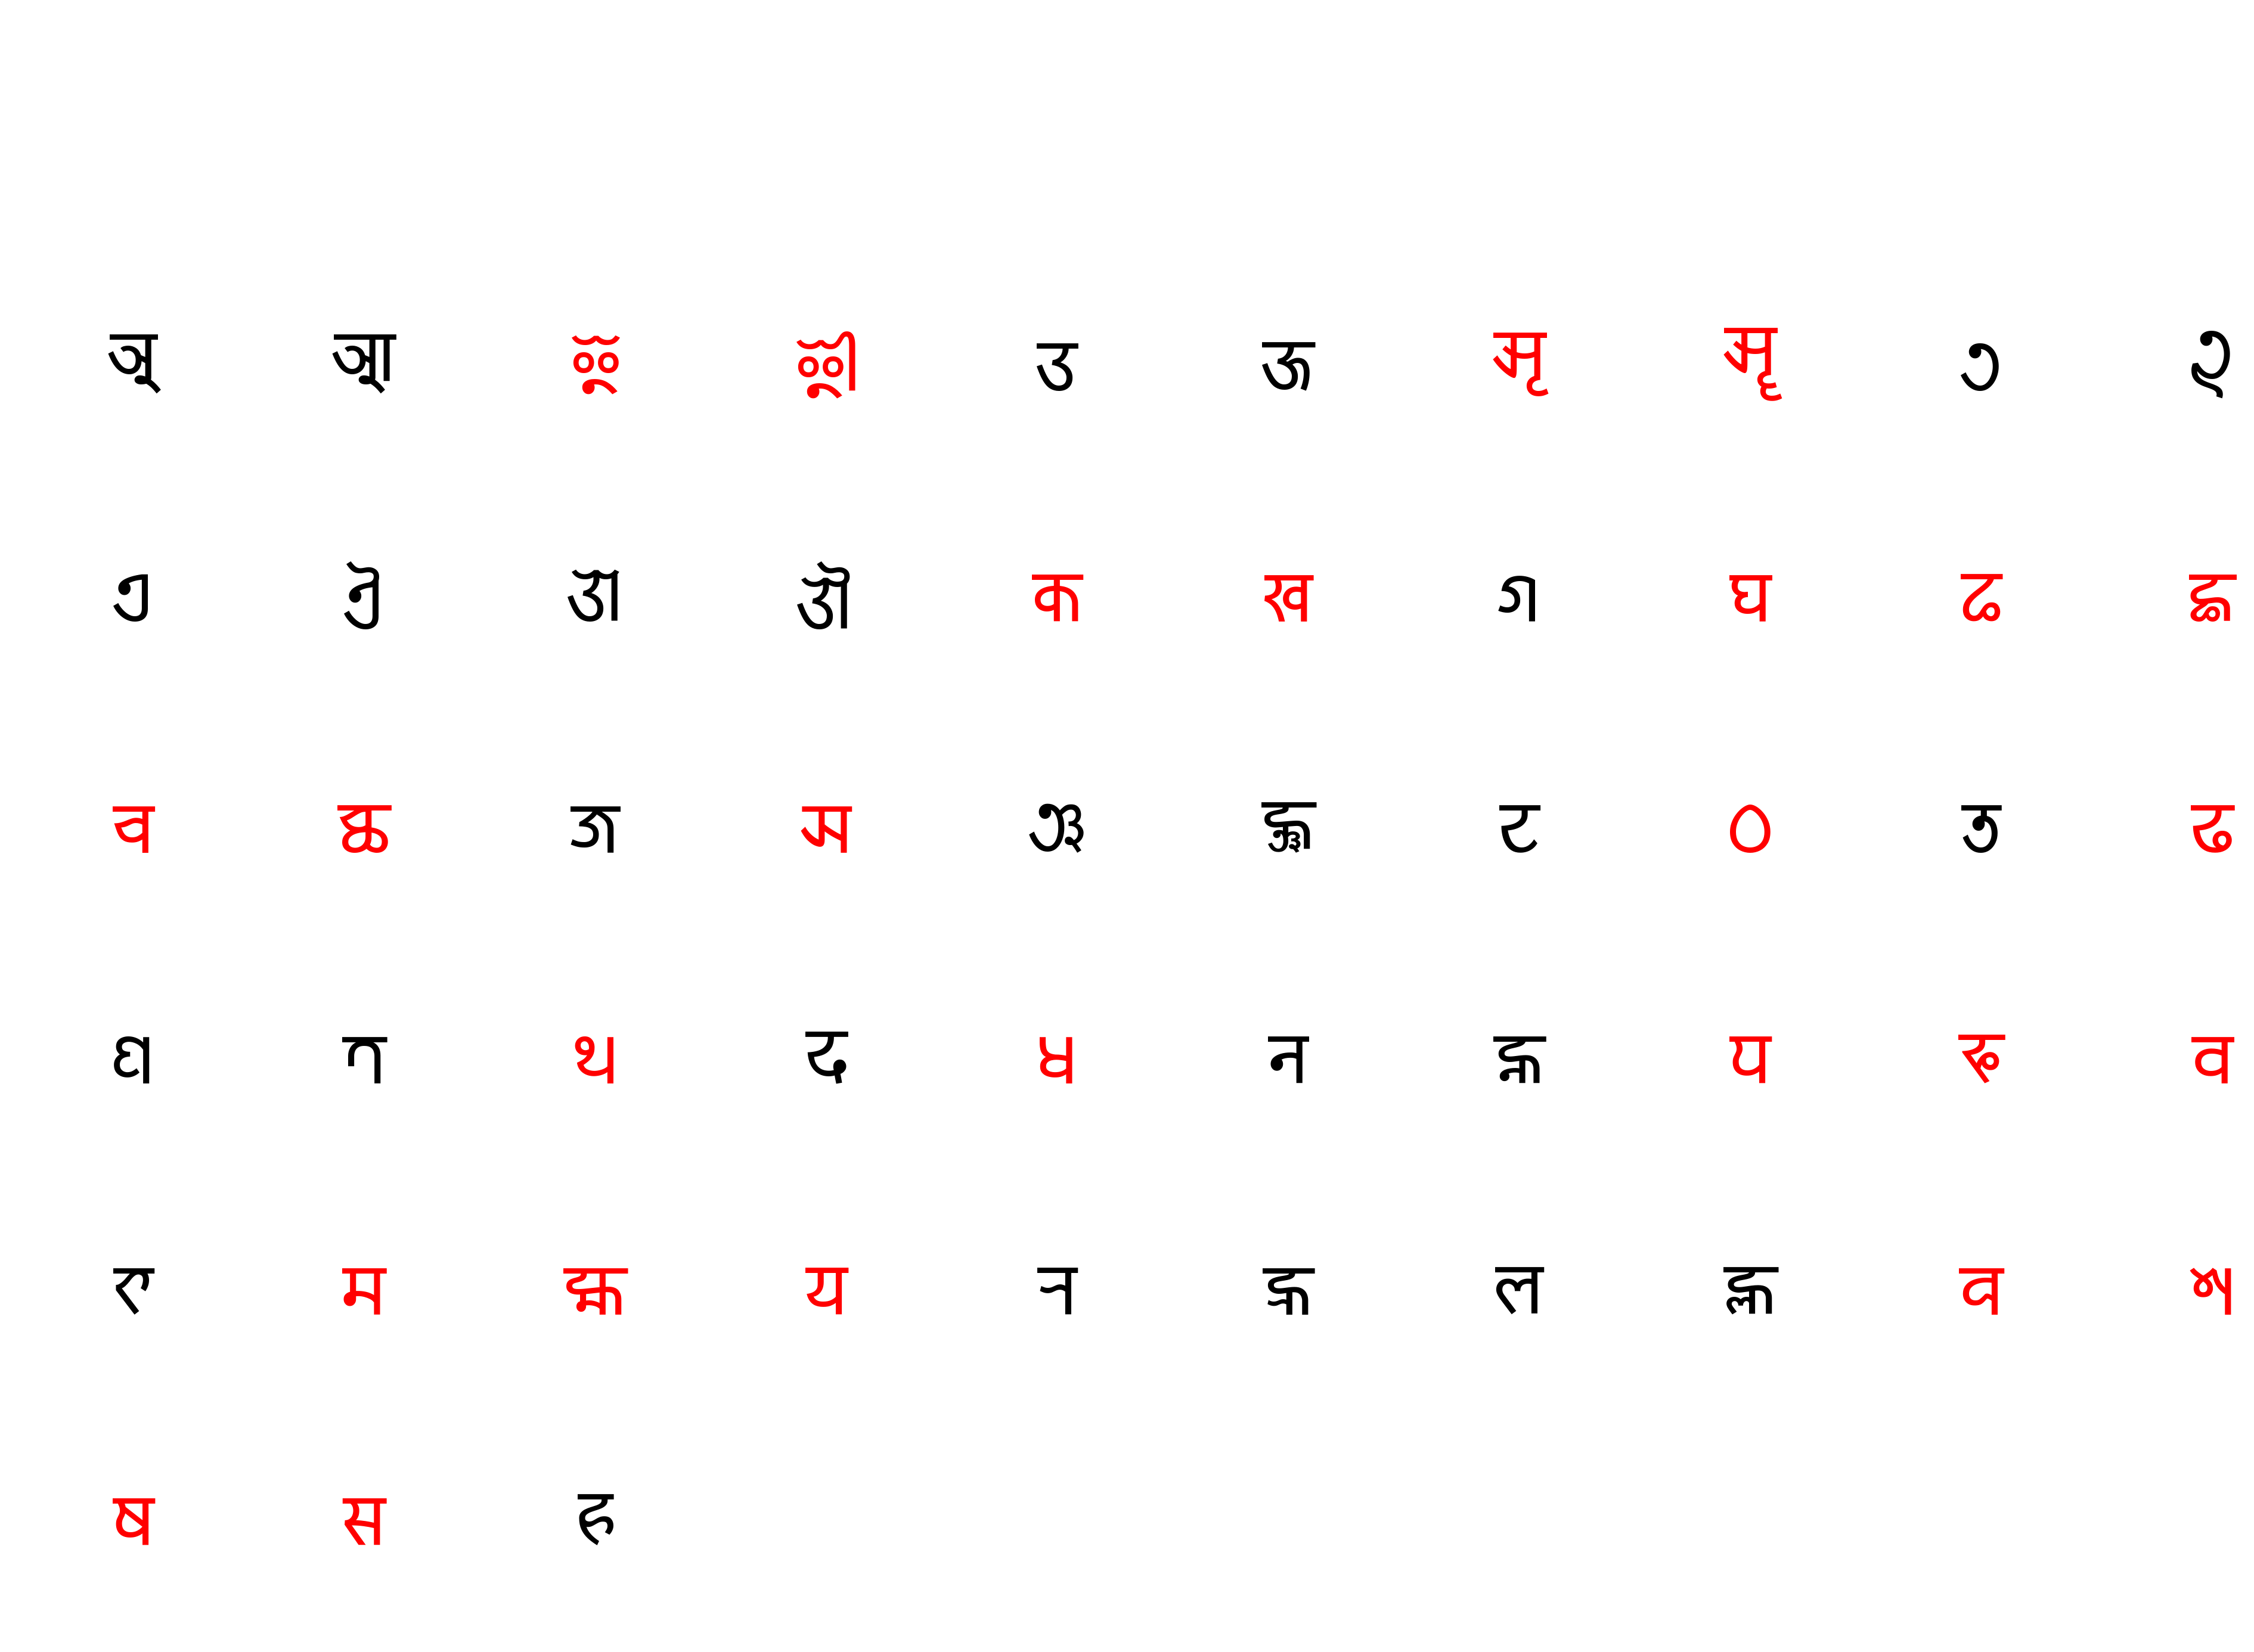 𑐀 𑐁 𑐂 𑐃 𑐄 𑐅 𑐆 𑐇 𑐈 𑐉
𑐊 𑐋 𑐌 𑐍 𑐎 𑐏 𑐐 𑐑 𑐒 𑐓
𑐔 𑐕 𑐖 𑐗 𑐘 𑐙 𑐚 𑐛 𑐜 𑐝
𑐞 𑐟 𑐠 𑐡 𑐢 𑐣 𑐤 𑐥 𑐦 𑐧
𑐨 𑐩 𑐪 𑐫 𑐬 𑐭 𑐮 𑐯 𑐰 𑐱
𑐲 𑐳 𑐴